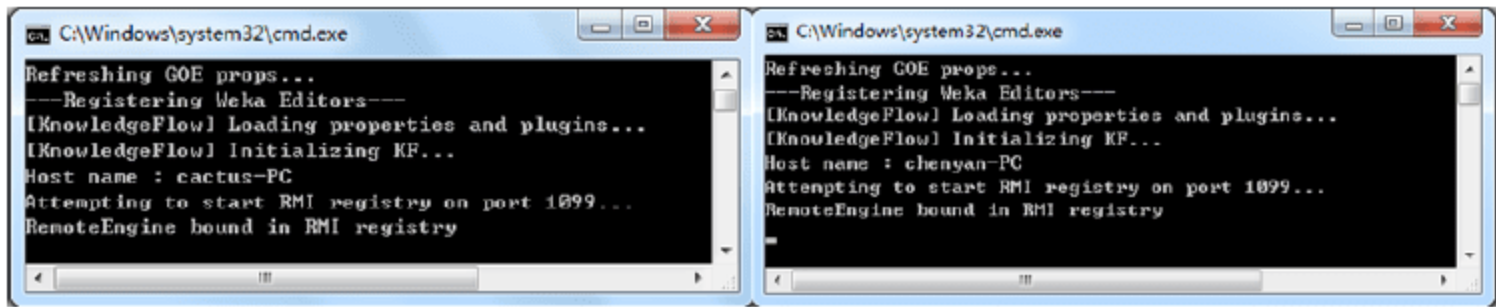 C:\Windows\system32\cmd.exe
Refreshing GOE props...
---Registering Weka Editors---
[KnowledgeFlow] Loading properties and plugins...
[KnowledgeFlow] Initializing KF...
Host name : cactus-PC
Attempting to start RMI registry on port 1099...
RemoteEngine bound in RMI registry
C:\Windows\system32\cmd.exe
Refreshing GOE props...
---Registering Weka Editors---
[KnowledgeFlow] Loading properties and plugins...
[KnowledgeFlow] Initializing KF...
Host name : chenyan-PC
Attempting to start RMI registry on port 1099...
RemoteEngine bound in RMI registry